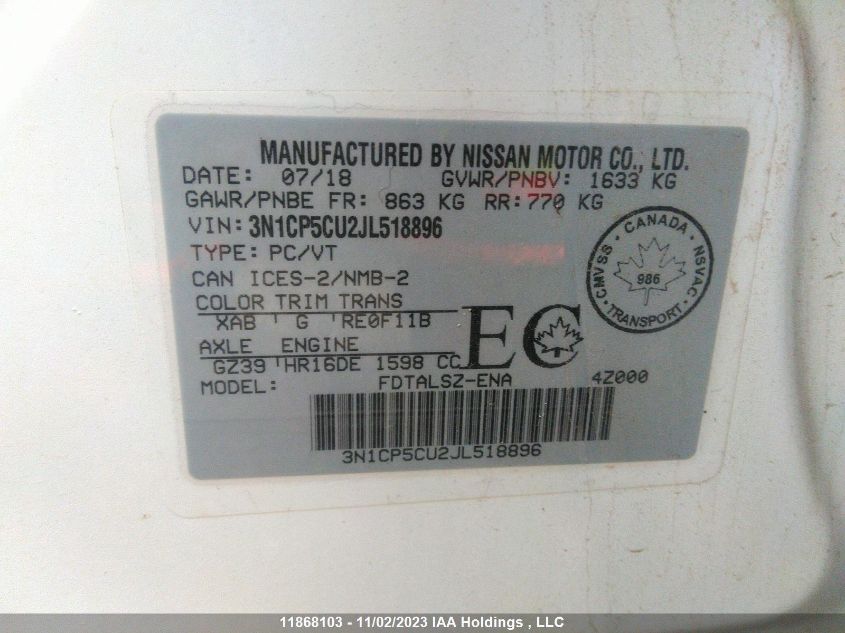 MANUFACTURED BY NISSAN MOTOR CO., LTD.
DATE: 07/18 GVWR/PNBV: 1633 KG
GAWR/PNBE FR: 863 KG RR: 770 KG
VIN: 3N1CP5CU2JL518896
TYPE: PC/VT
CAN ICES-2/NMB-2
COLOR TRIM TRANS
XAB G RE0F11B
AXLE ENGINE
GZ39 HR16DE 1598 CC
EC
MODEL: FDTALSZ-ENA 4Z000
3N1CP5CU2JL518896
CMVSS · CANADA · NSVAC
986
· TRANSPORT ·
11868103 - 11/02/2023 IAA Holdings , LLC